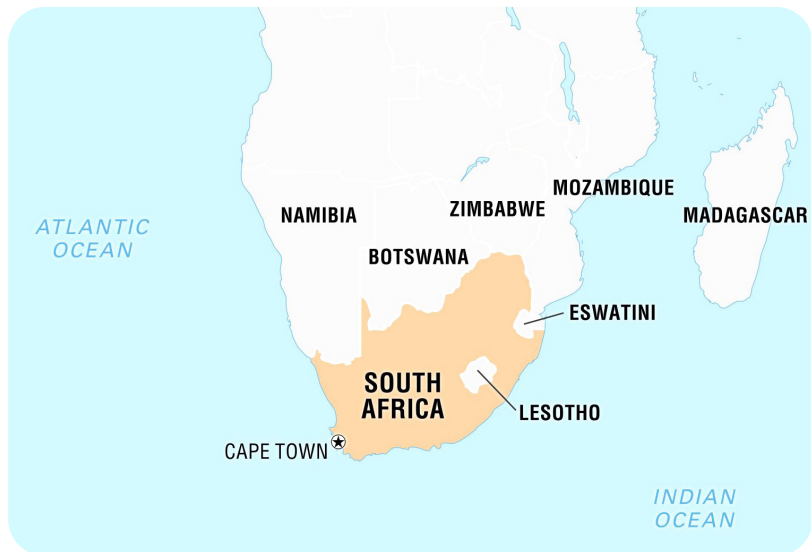 ATLANTIC
OCEAN
NAMIBIA
ZIMBABWE
MOZAMBIQUE
MADAGASCAR
BOTSWANA
ESWATINI
SOUTH
AFRICA
LESOTHO
CAPE TOWN
INDIAN
OCEAN